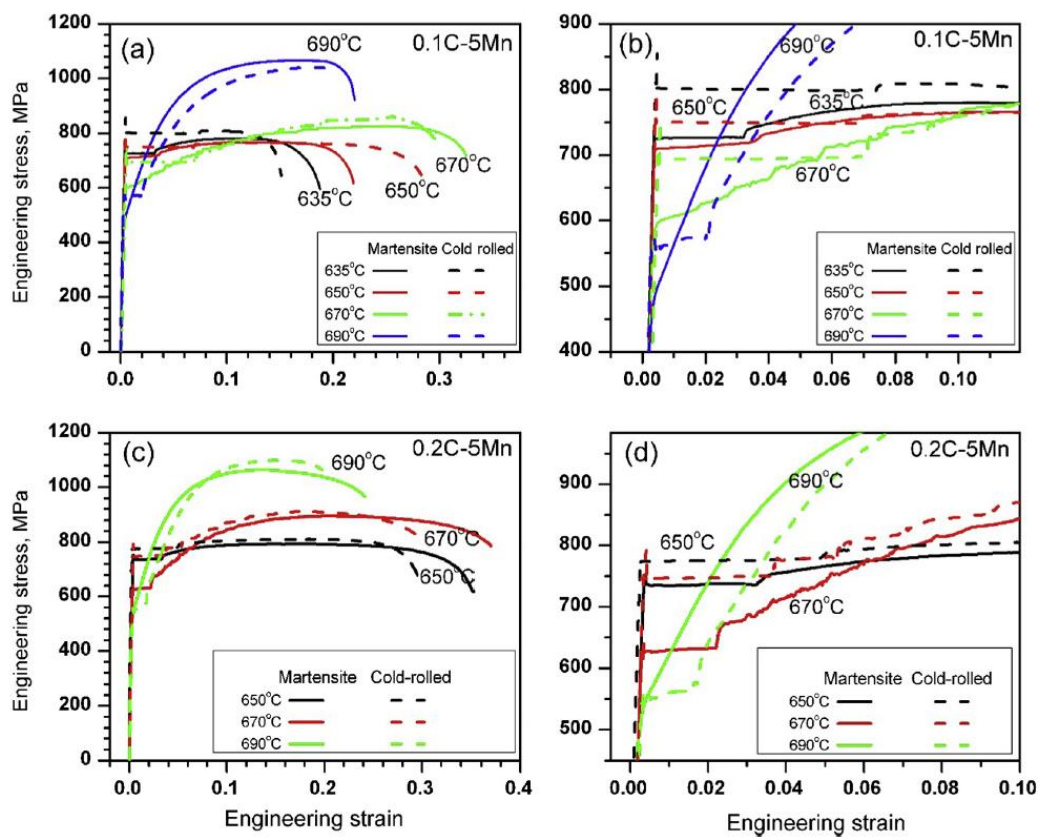 (a)
690°C
0.1C-5Mn
670°C
650°C
635°C
Engineering stress, MPa
1200
1000
800
600
400
200
0
0.0 0.1 0.2 0.3
Martensite Cold rolled
635°C
650°C
670°C
690°C
(b)
690°C
0.1C-5Mn
650°C
635°C
670°C
900
800
700
600
500
400
0.00 0.02 0.04 0.06 0.08 0.10
Martensite Cold rolled
635°C
650°C
670°C
690°C
(c)
0.2C-5Mn
690°C
670°C
650°C
Engineering stress, MPa
1200
1000
800
600
400
200
0
0.0 0.1 0.2 0.3 0.4
Engineering strain
Martensite Cold-rolled
650°C
670°C
690°C
(d)
0.2C-5Mn
690°C
650°C
670°C
900
800
700
600
500
0.00 0.02 0.04 0.06 0.08 0.10
Engineering strain
Martensite Cold-rolled
650°C
670°C
690°C